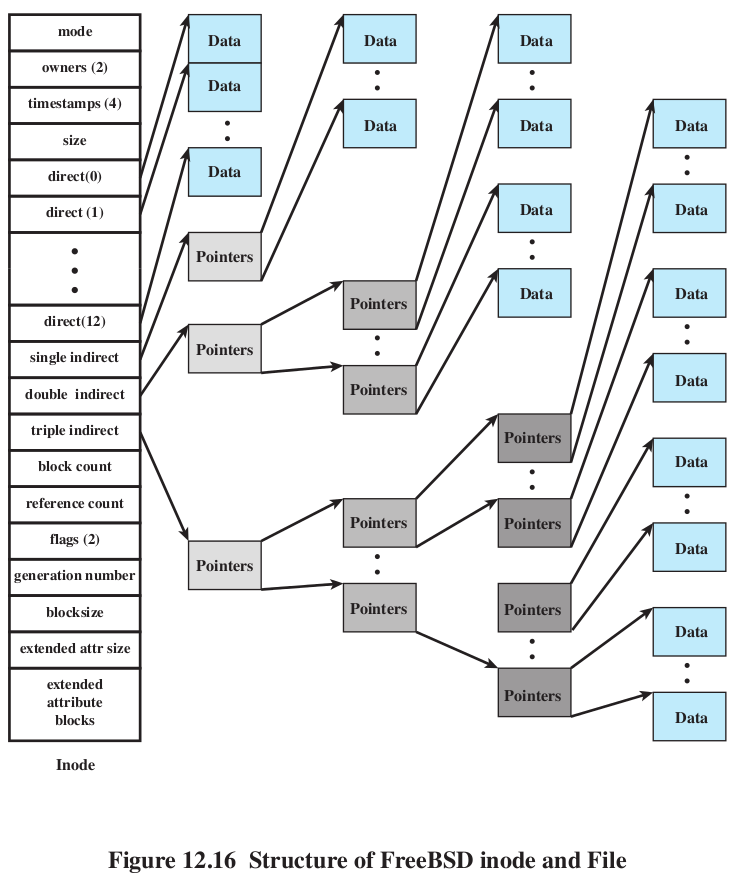 mode
owners (2)
timestamps (4)
size
direct(0)
direct (1)
direct(12)
single indirect
double indirect
triple indirect
block count
reference count
flags (2)
generation number
blocksize
extended attr size
extended
attribute
blocks
Inode
Data
Data
Data
Pointers
Pointers
Pointers
Data
Data
Pointers
Pointers
Pointers
Pointers
Data
Data
Data
Data
Pointers
Pointers
Pointers
Pointers
Data
Data
Data
Data
Data
Data
Data
Data
Figure 12.16 Structure of FreeBSD inode and File